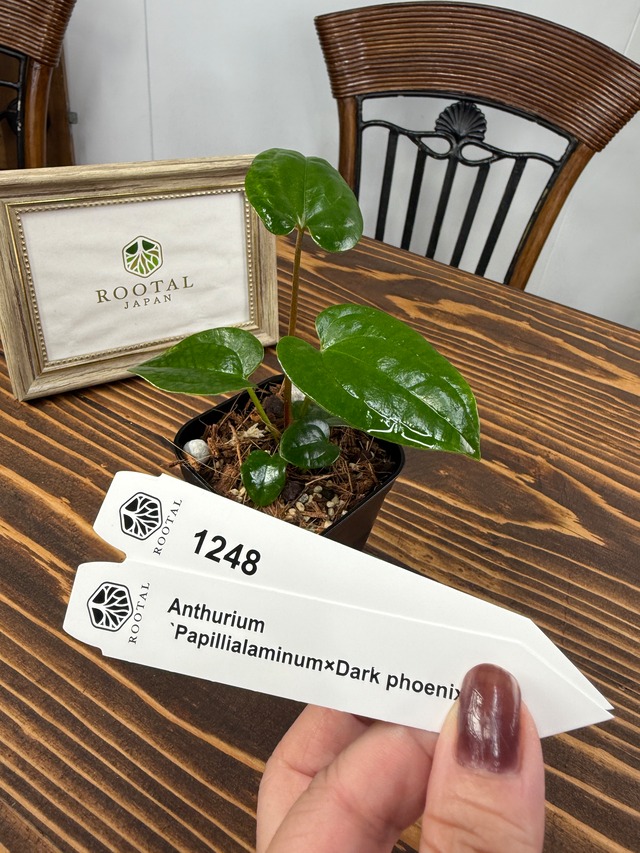 ROOTAL
JAPAN
ROOTAL
1248
ROOTAL
Anthurium
`Papillialaminum×Dark phoenix